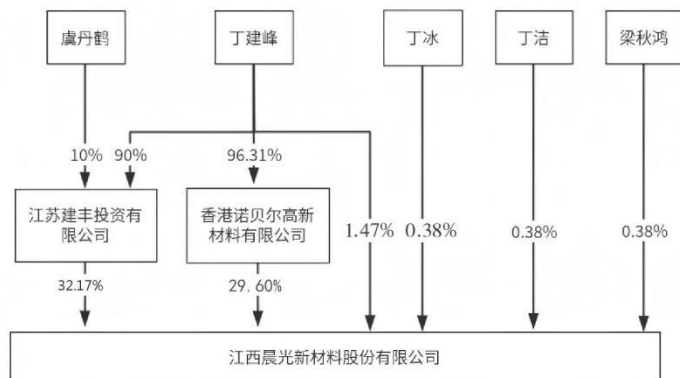 虞丹鹤
丁建峰
丁冰
丁洁
梁秋鸿
10%
90%
96.31%
江苏建丰投资有
限公司
香港诺贝尔高新
材料有限公司
1.47%
0.38%
0.38%
0.38%
32.17%
29.60%
江西晨光新材料股份有限公司